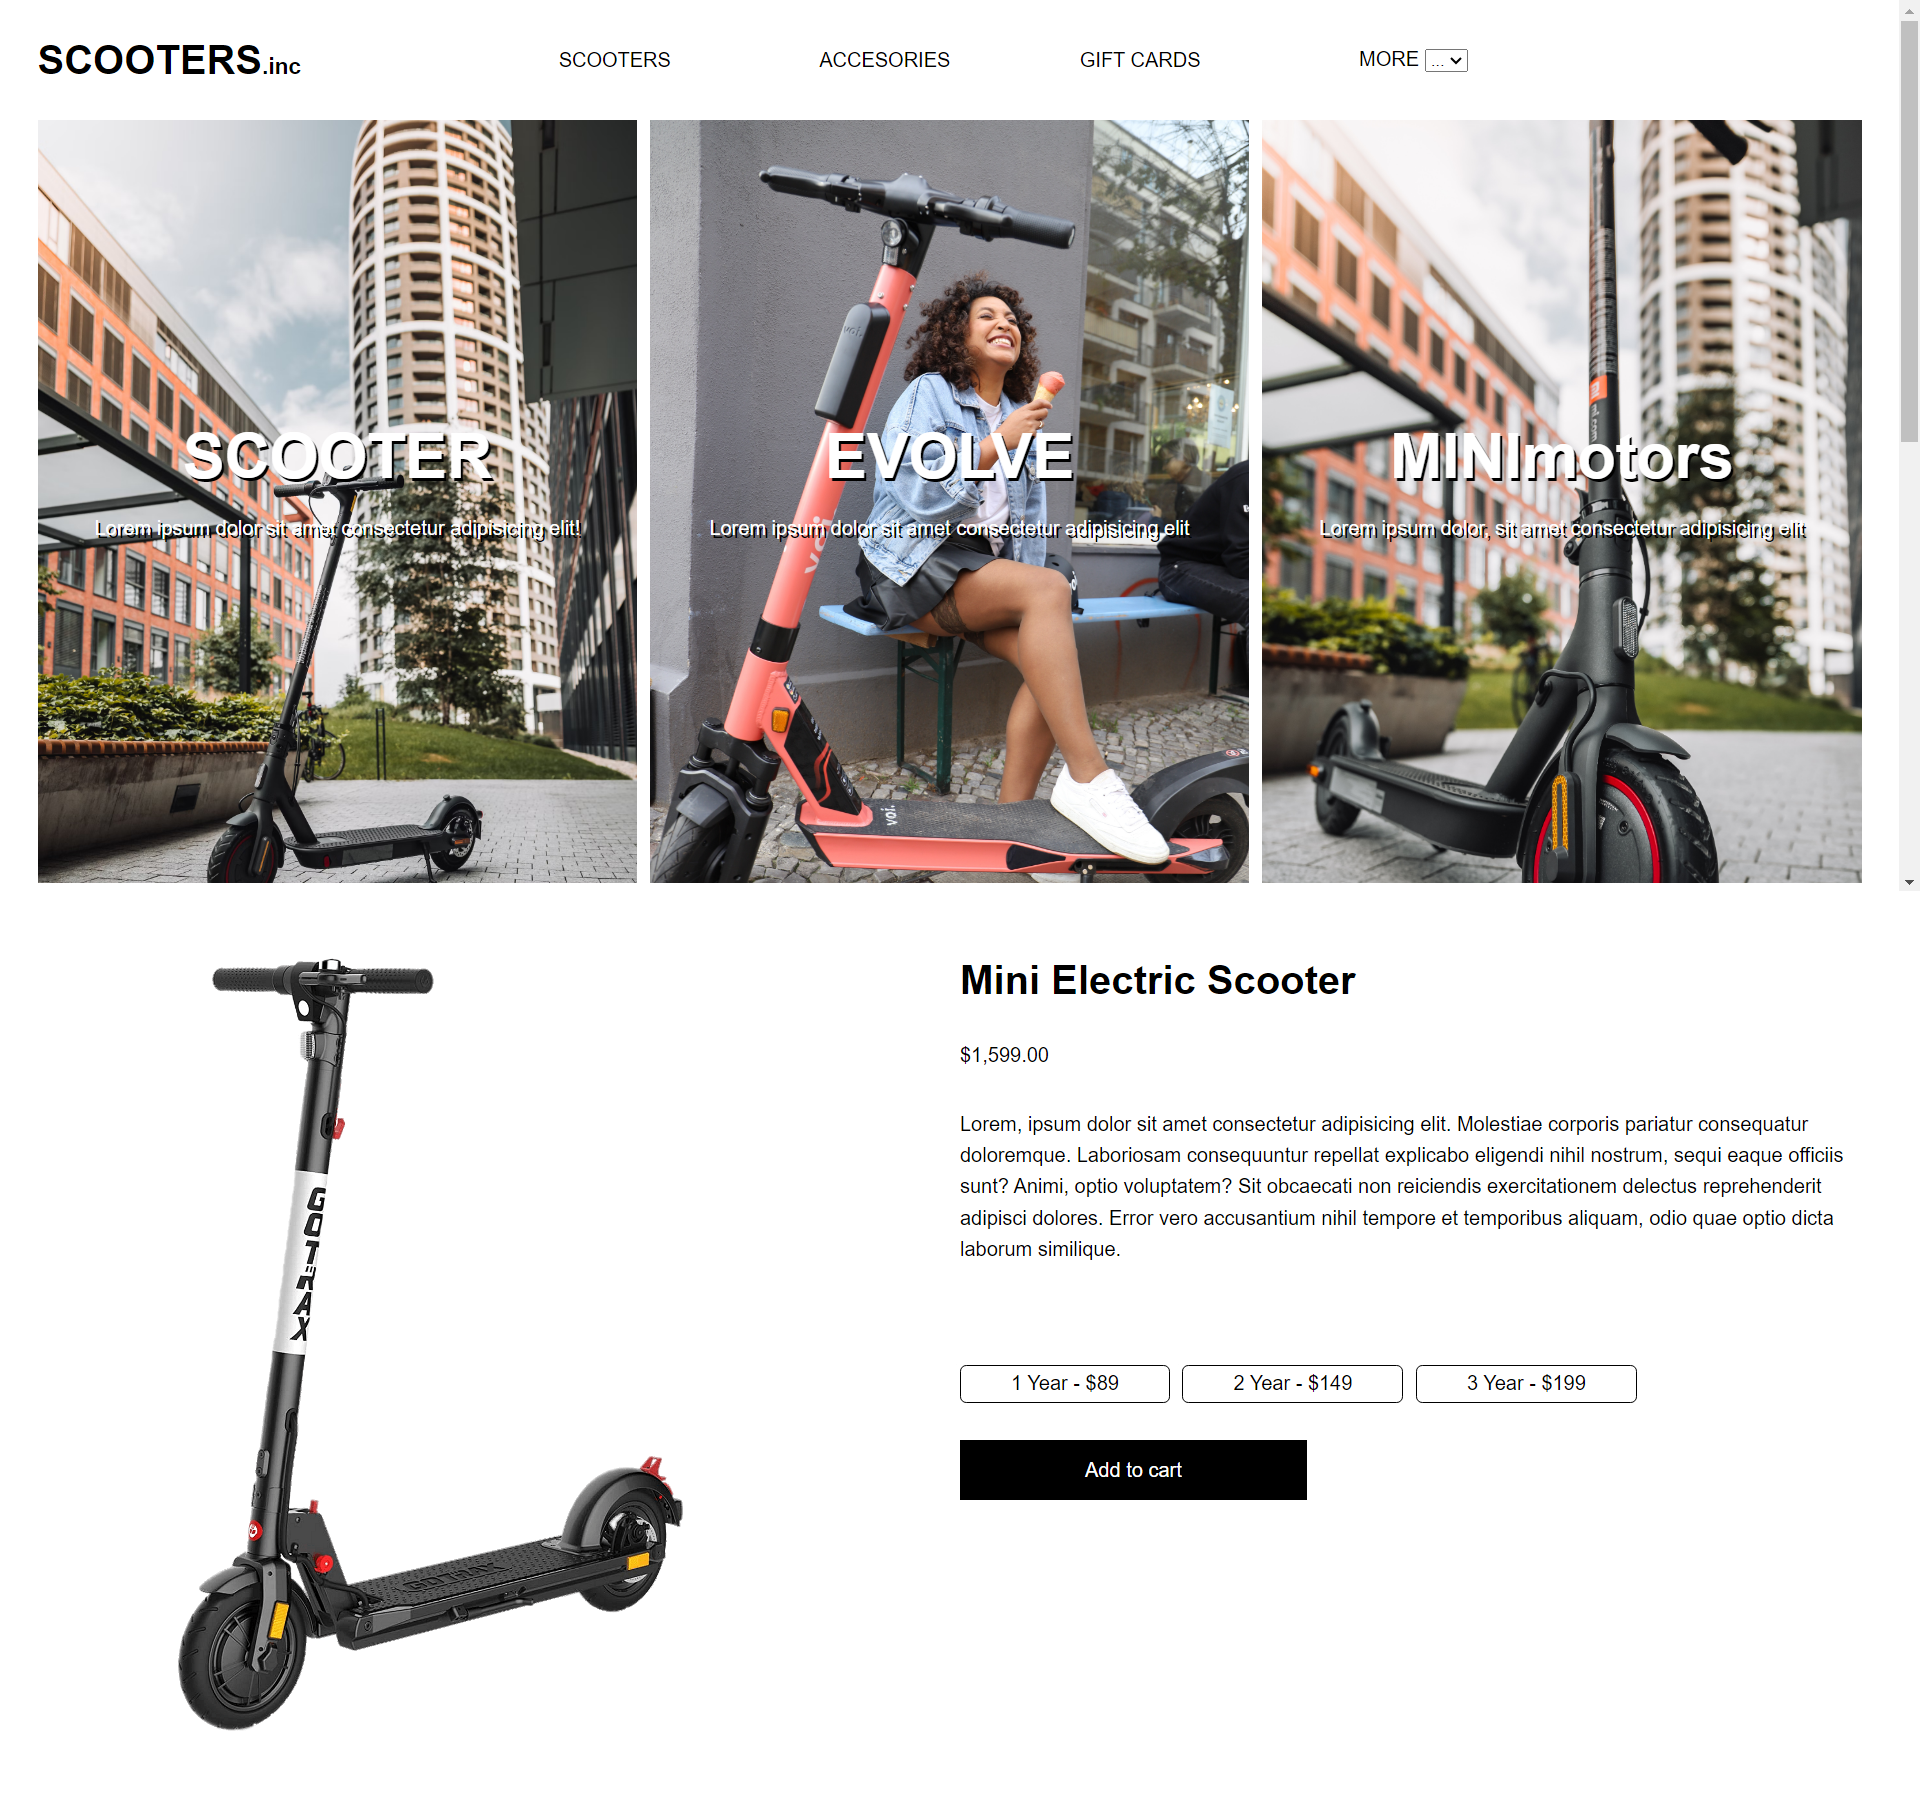 SCOOTERS.inc
SCOOTERS
ACCESORIES
GIFT CARDS
MORE ...
SCOOTER
Lorem ipsum dolor sit amet consectetur adipisicing elit!
voi.
EVOLVE
Lorem ipsum dolor sit amet consectetur adipisicing elit
voi.
voi.
MINImotors
Lorem ipsum dolor, sit amet consectetur adipisicing elit
Mini Electric Scooter
$1,599.00
Lorem, ipsum dolor sit amet consectetur adipisicing elit. Molestiae corporis pariatur consequatur
doloremque. Laboriosam consequuntur repellat explicabo eligendi nihil nostrum, sequi eaque officiis
sunt? Animi, optio voluptatem? Sit obcaecati non reiciendis exercitationem delectus reprehenderit
adipisci dolores. Error vero accusantium nihil tempore et temporibus aliquam, odio quae optio dicta
laborum similique.
GOTRAX
1 Year - $89
2 Year - $149
3 Year - $199
Add to cart
GOTRAX